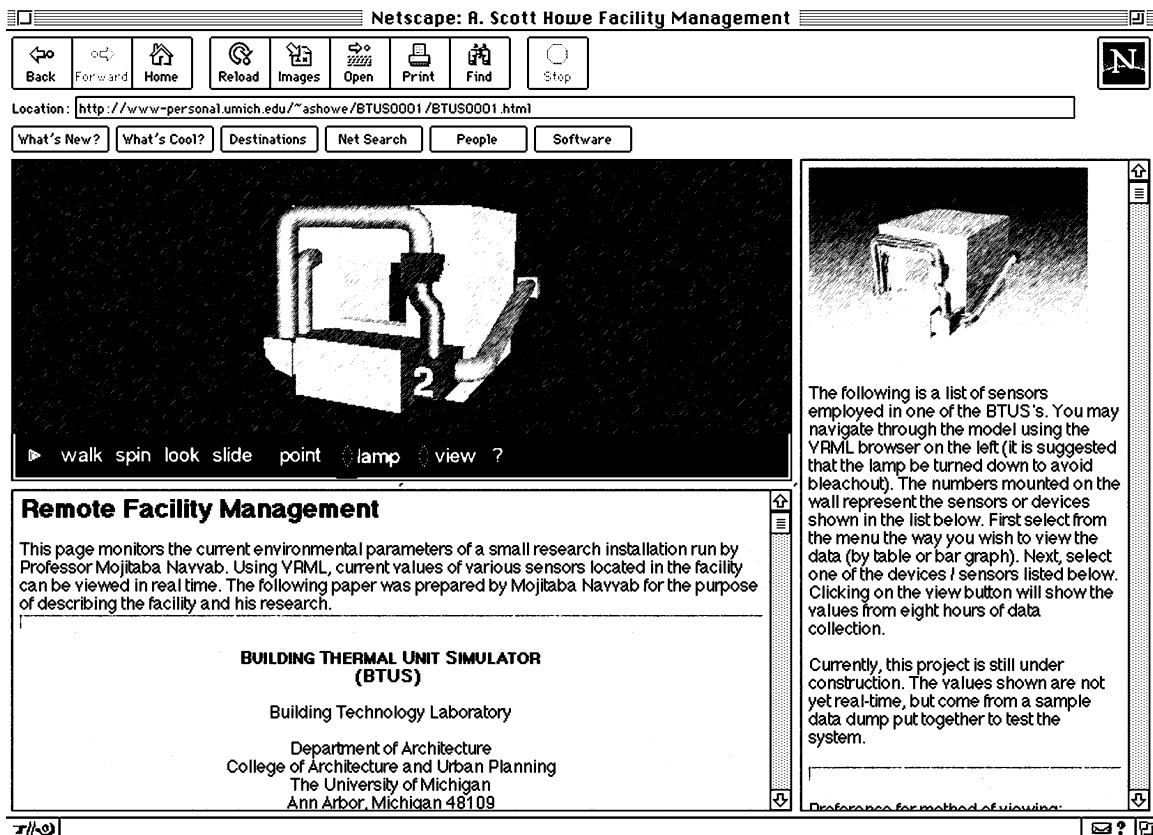 Netscape: A. Scott Howe Facility Management
Back Forward Home Reload Images Open Print Find Stop
N
Location: http://www-personal.umich.edu/~ashowe/BTUS0001/BTUS0001.html
What's New? What's Cool? Destinations Net Search People Software
2
walk spin look slide point lamp view ?
Remote Facility Management
This page monitors the current environmental parameters of a small research installation run by
Professor Mojitaba Navvab. Using VRML, current values of various sensors located in the facility
can be viewed in real time. The following paper was prepared by Mojitaba Navvab for the purpose
of describing the facility and his research.
BUILDING THERMAL UNIT SIMULATOR
(BTUS)
Building Technology Laboratory
Department of Architecture
College of Architecture and Urban Planning
The University of Michigan
Ann Arbor, Michigan 48109
The following is a list of sensors
employed in one of the BTUS's. You may
navigate through the model using the
VRML browser on the left (it is suggested
that the lamp be turned down to avoid
bleachout). The numbers mounted on the
wall represent the sensors or devices
shown in the list below. First select from
the menu the way you wish to view the
data (by table or bar graph). Next, select
one of the devices / sensors listed below.
Clicking on the view button will show the
values from eight hours of data
collection.
Currently, this project is still under
construction. The values shown are not
yet real-time, but come from a sample
data dump put together to test the
system.
Preference for method of viewing:
?